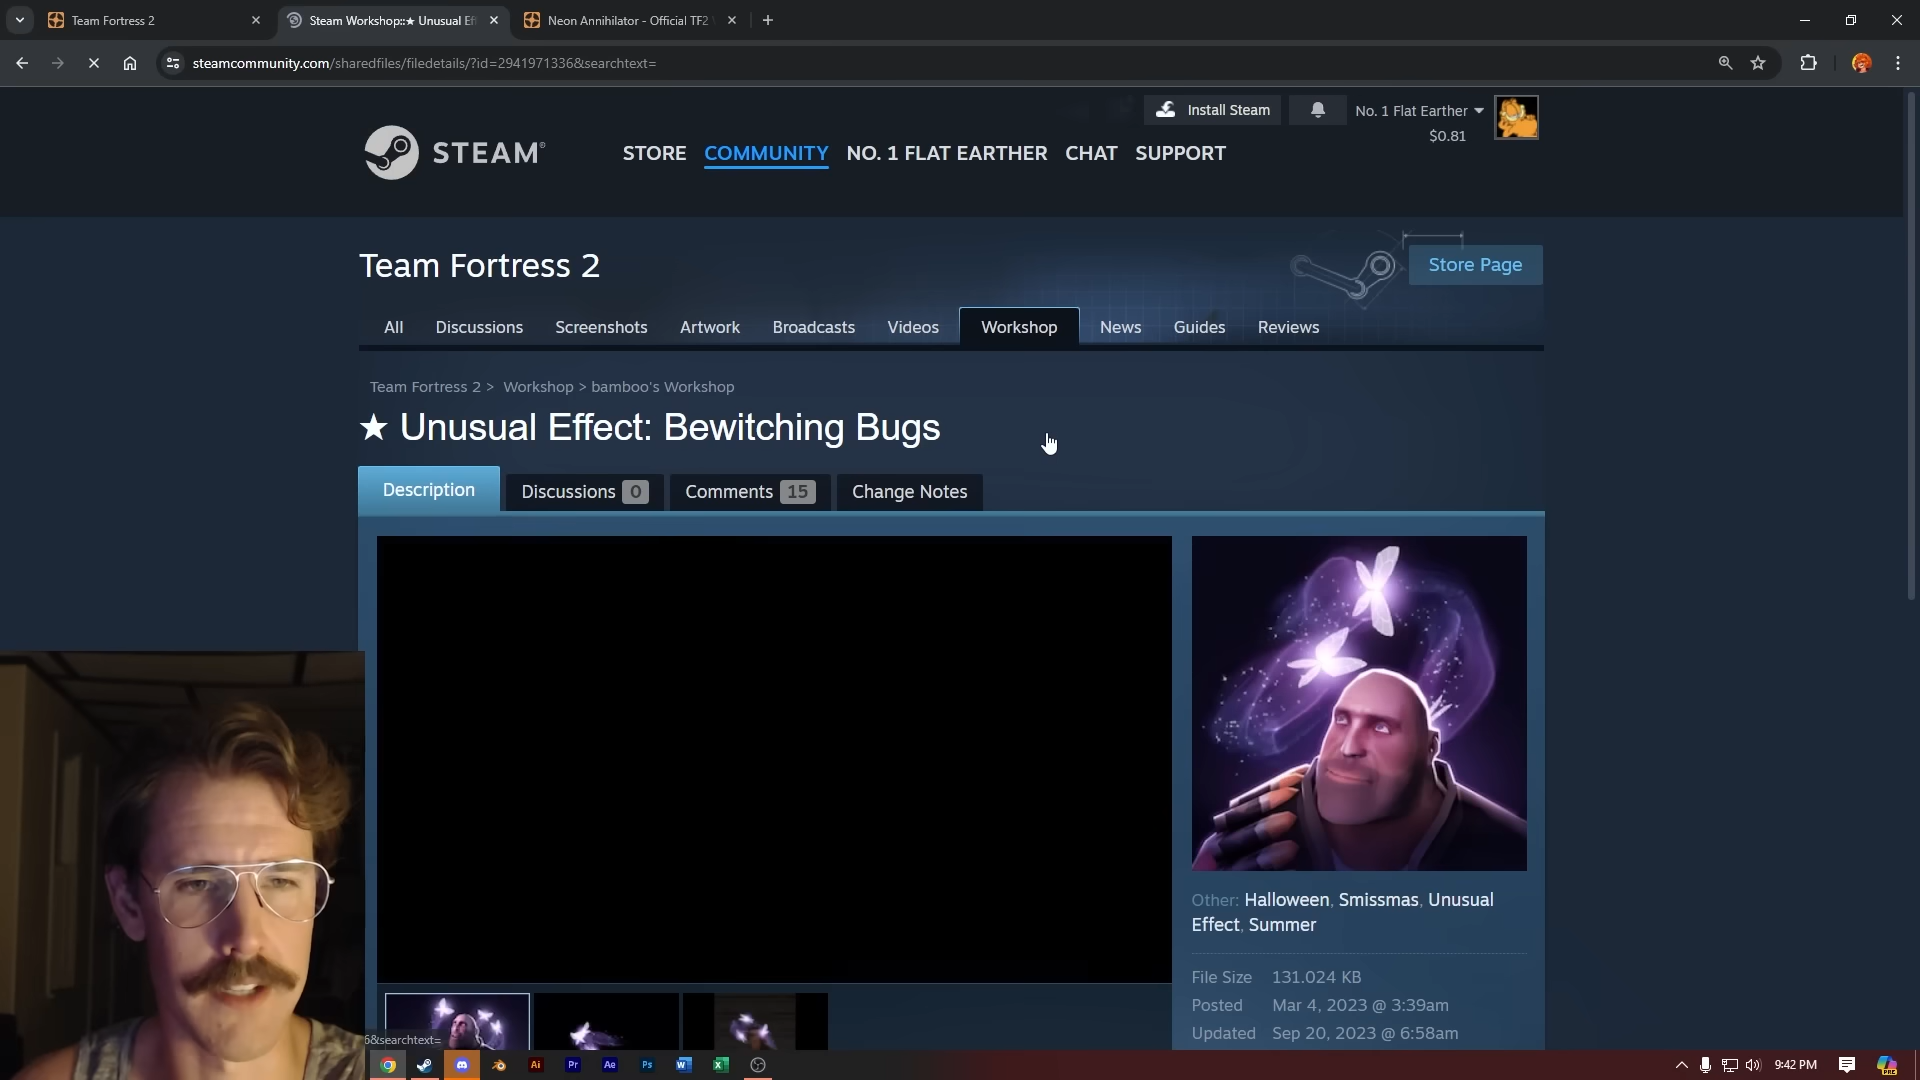 Team Fortress 2
Steam Workshop::★ Unusual Ef
Neon Annihilator - Official TF2
steamcommunity.com/sharedfiles/filedetails/?id=2941971336&searchtext=
Install Steam
No. 1 Flat Earther
$0.81
STEAM®
STORE COMMUNITY NO. 1 FLAT EARTHER CHAT SUPPORT
Team Fortress 2
Store Page
All Discussions Screenshots Artwork Broadcasts Videos Workshop News Guides Reviews
Team Fortress 2 > Workshop > bamboo's Workshop
★ Unusual Effect: Bewitching Bugs
Description Discussions 0 Comments 15 Change Notes
Other: Halloween, Smissmas, Unusual
Effect, Summer
File Size 131.024 KB
Posted Mar 4, 2023 @ 3:39am
Updated Sep 20, 2023 @ 6:58am
6&searchtext=
Ai Pr Ae Ps
9:42 PM